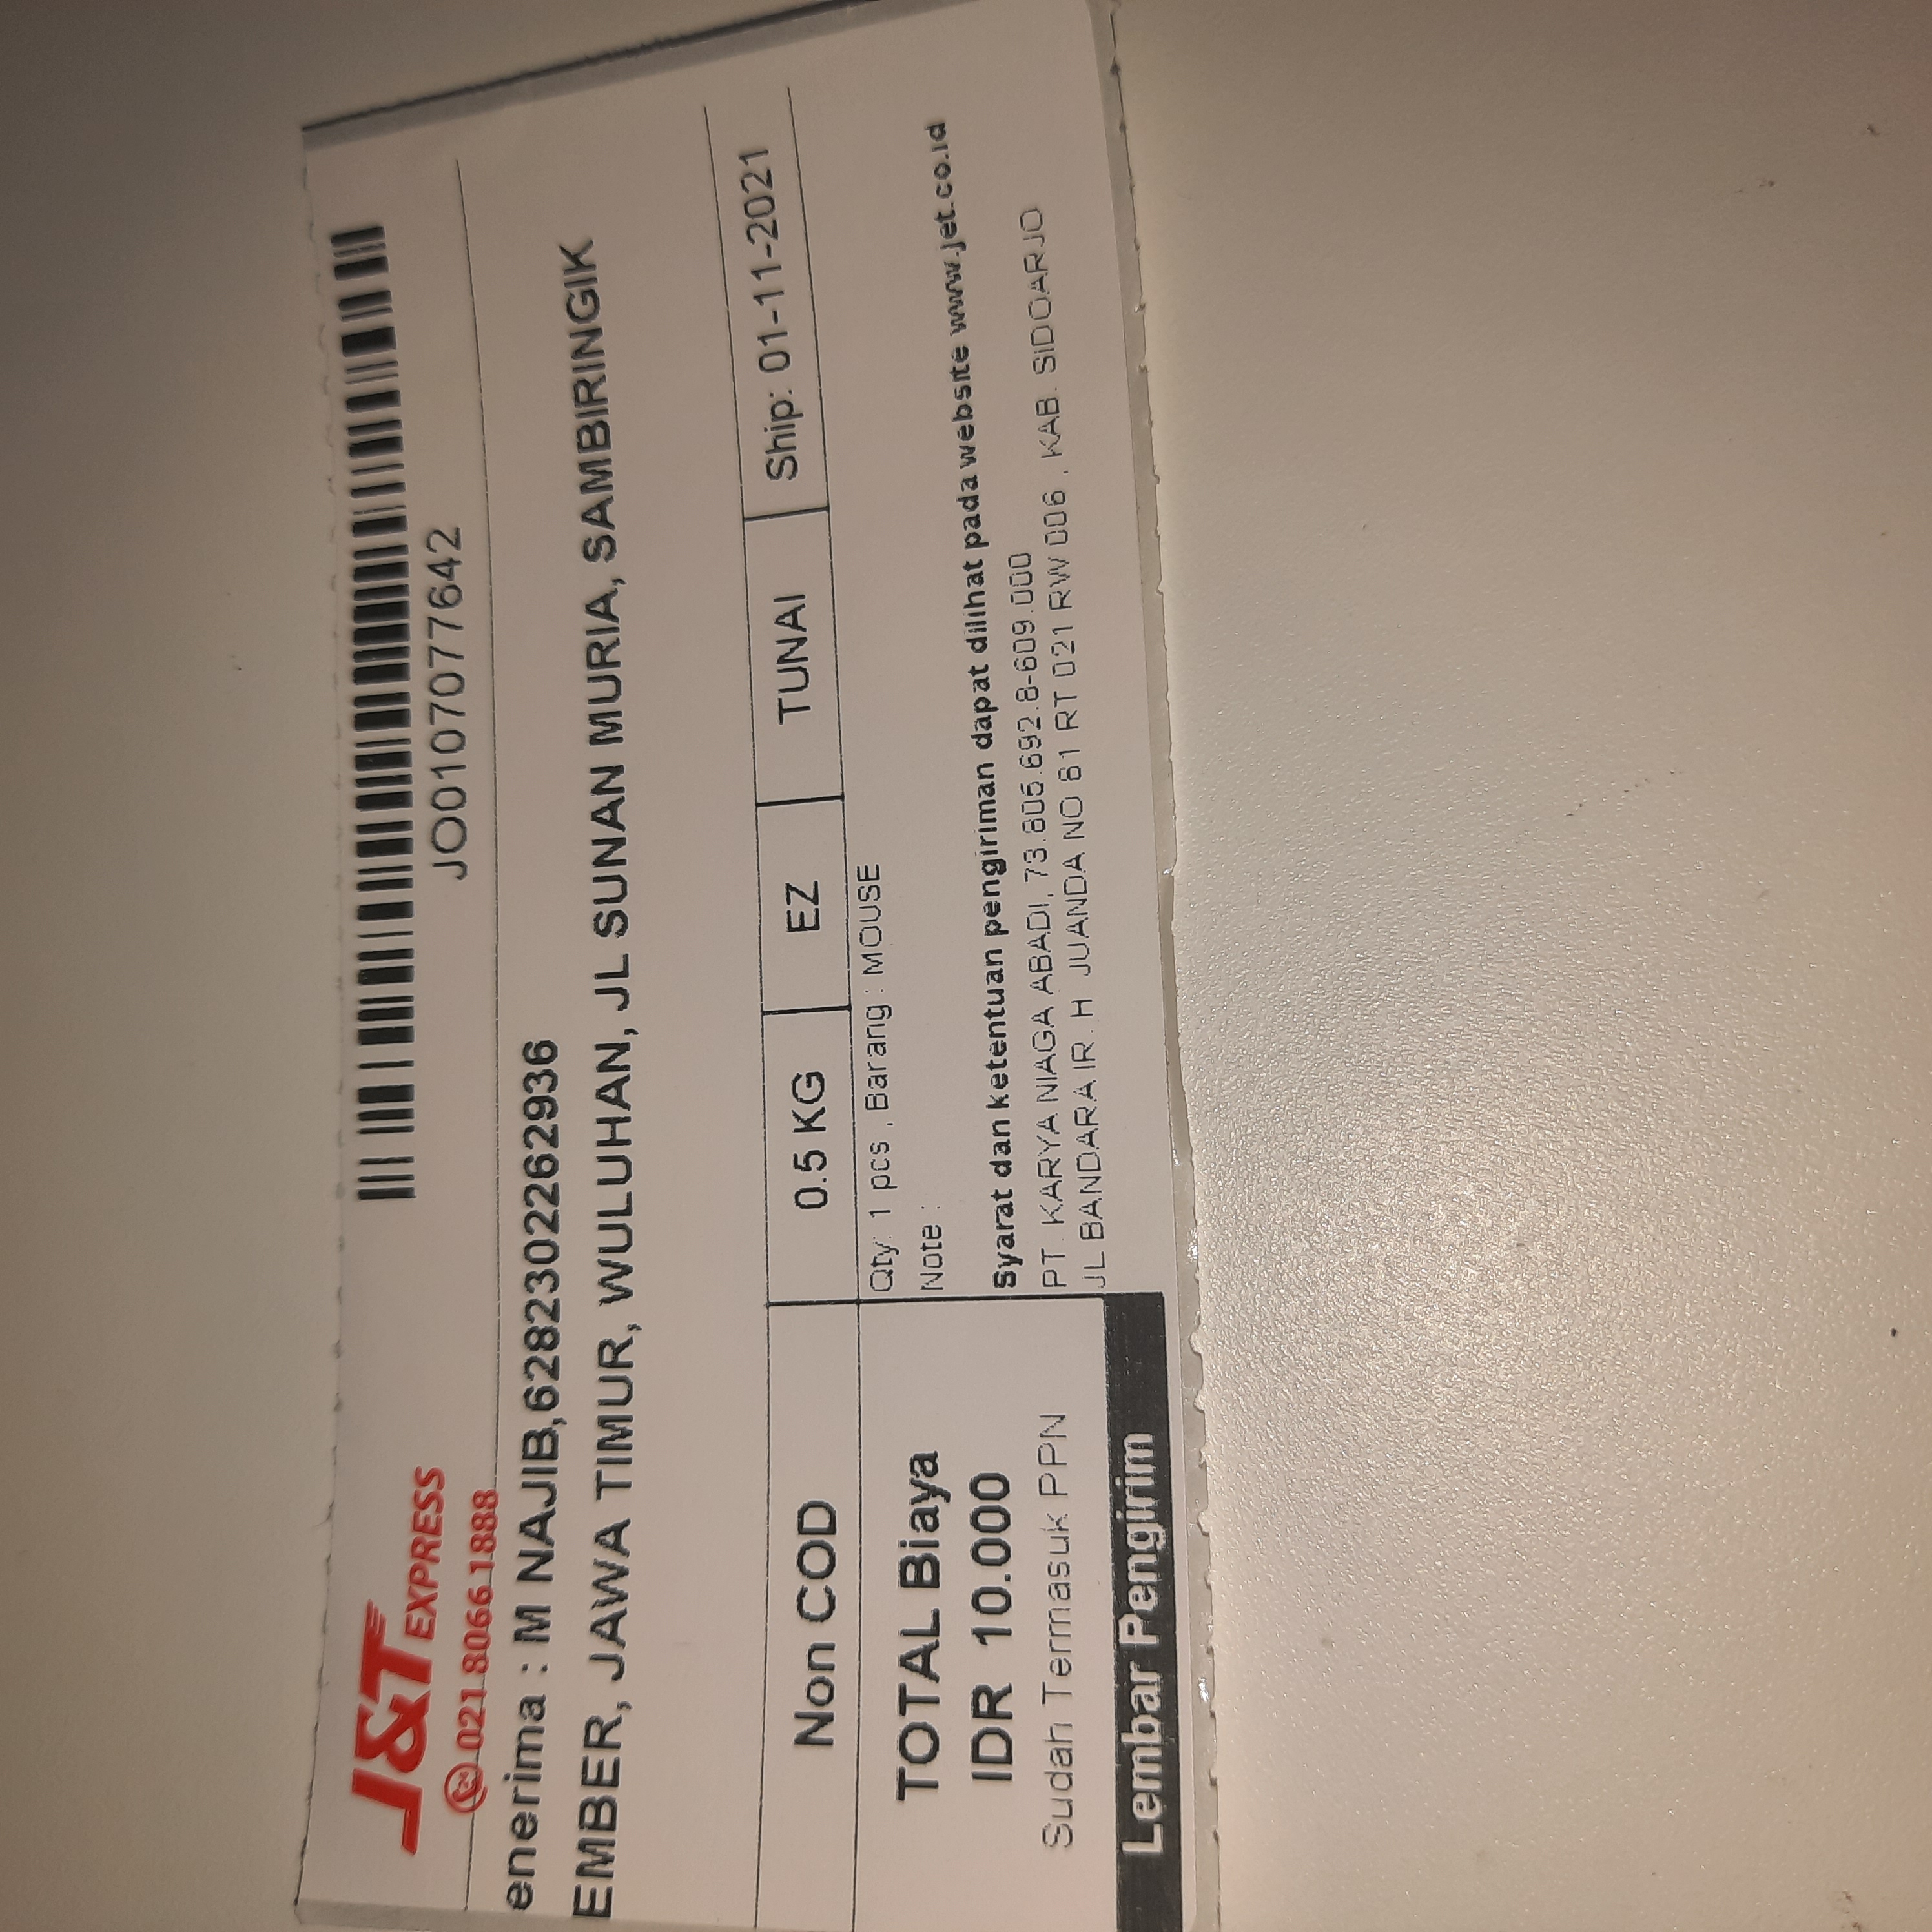 J&T EXPRESS
021 8066 1888
JO0107077642
enerima : M NAJIB,6282302262936
EMBER, JAWA TIMUR, WULUHAN, JL SUNAN MURIA, SAMBIRINGIK
Non COD
0.5 KG
EZ
TUNAI
Ship: 01-11-2021
TOTAL Biaya
IDR 10.000
Sudah Termasuk PPN
Lembar Pengirim
Qty: 1 pcs , Barang : MOUSE
Note :
Syarat dan ketentuan pengiriman dapat dilihat pada website www.jet.co.id
PT. KARYA NIAGA ABADI, 73.805.692.8-609.000
JL BANDARA IR. H JUANDA NO 81 RT 021 RW 006 , KAB. SIDOARJO